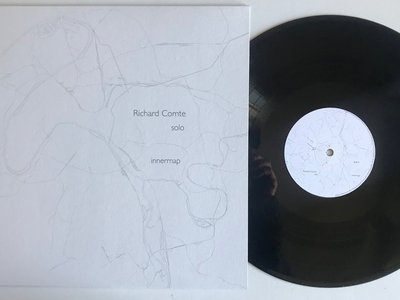 Richard Comte
solo
innermap